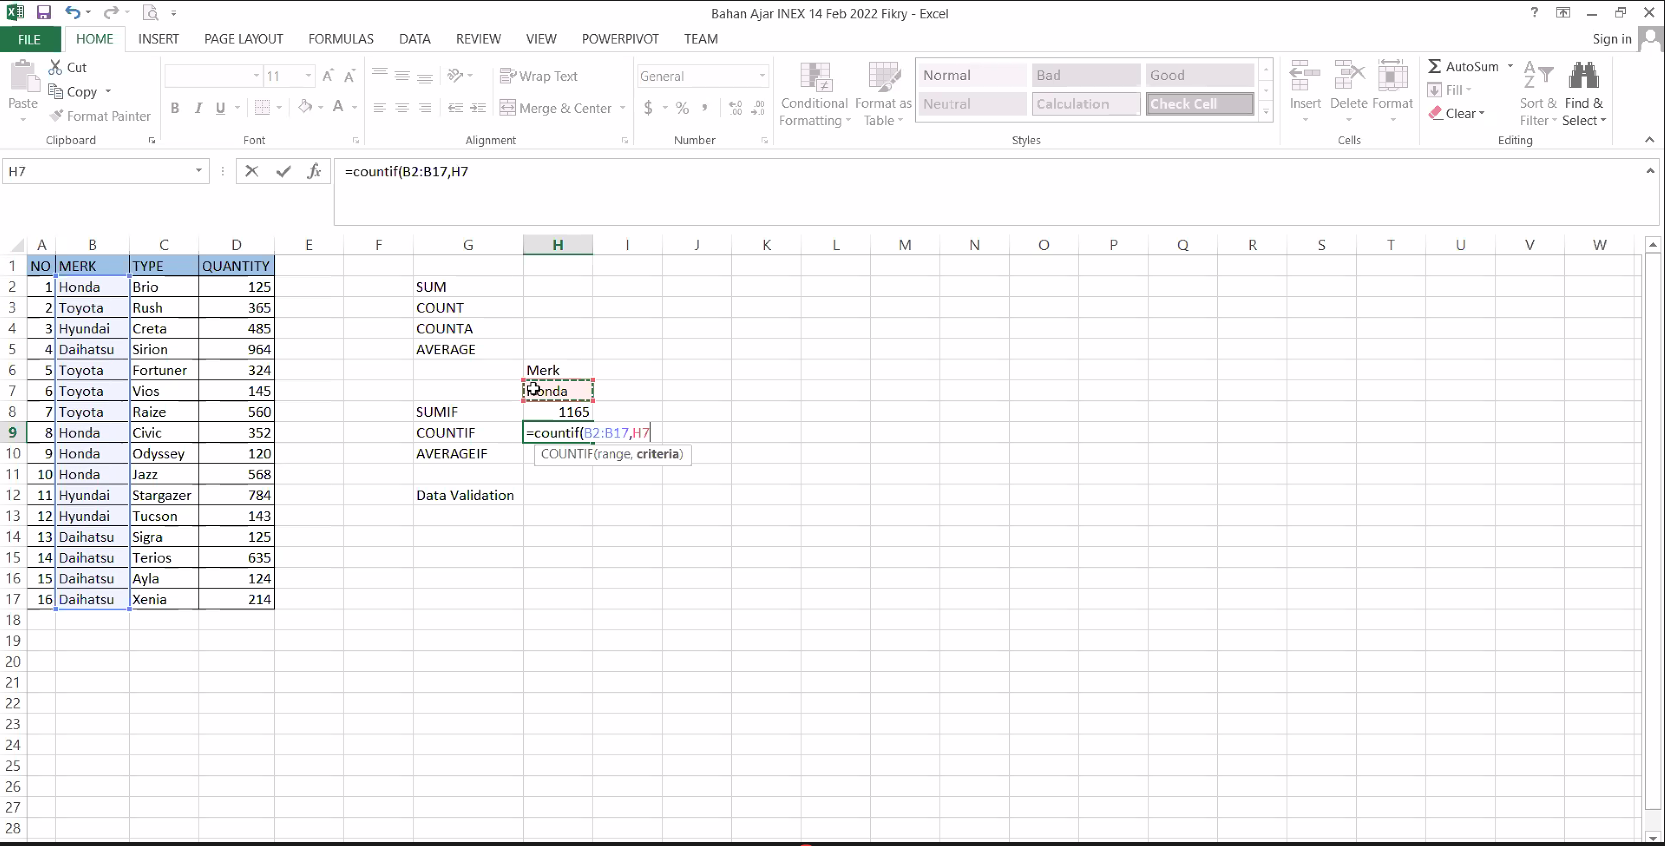 Bahan Ajar INEX 14 Feb 2022 Fikry - Excel
?
Sign in
FILE HOME INSERT PAGE LAYOUT FORMULAS DATA REVIEW VIEW POWERPIVOT TEAM
Paste
Cut
Copy
Format Painter
Clipboard
11
A A
B I U
A
Font
Wrap Text
Merge & Center
Alignment
General
$ % ,
Number
Conditional Formatting
Format as Table
Normal Bad Good
Neutral Calculation Check Cell
Styles
Insert Delete Format
Cells
AutoSum
Fill
Clear
Sort & Filter
Find & Select
Editing
H7
fx
=countif(B2:B17,H7
A B C D E F G H I J K L M N O P Q R S T U V W
1 NO MERK TYPE QUANTITY
2 1 Honda Brio 125 SUM
3 2 Toyota Rush 365 COUNT
4 3 Hyundai Creta 485 COUNTA
5 4 Daihatsu Sirion 964 AVERAGE
6 5 Toyota Fortuner 324 Merk
7 6 Toyota Vios 145 Honda
8 7 Toyota Raize 560 SUMIF 1165
9 8 Honda Civic 352 COUNTIF =countif(B2:B17,H7
10 9 Honda Odyssey 120 AVERAGEIF COUNTIF(range, criteria)
11 10 Honda Jazz 568
12 11 Hyundai Stargazer 784 Data Validation
13 12 Hyundai Tucson 143
14 13 Daihatsu Sigra 125
15 14 Daihatsu Terios 635
16 15 Daihatsu Ayla 124
17 16 Daihatsu Xenia 214
18
19
20
21
22
23
24
25
26
27
28